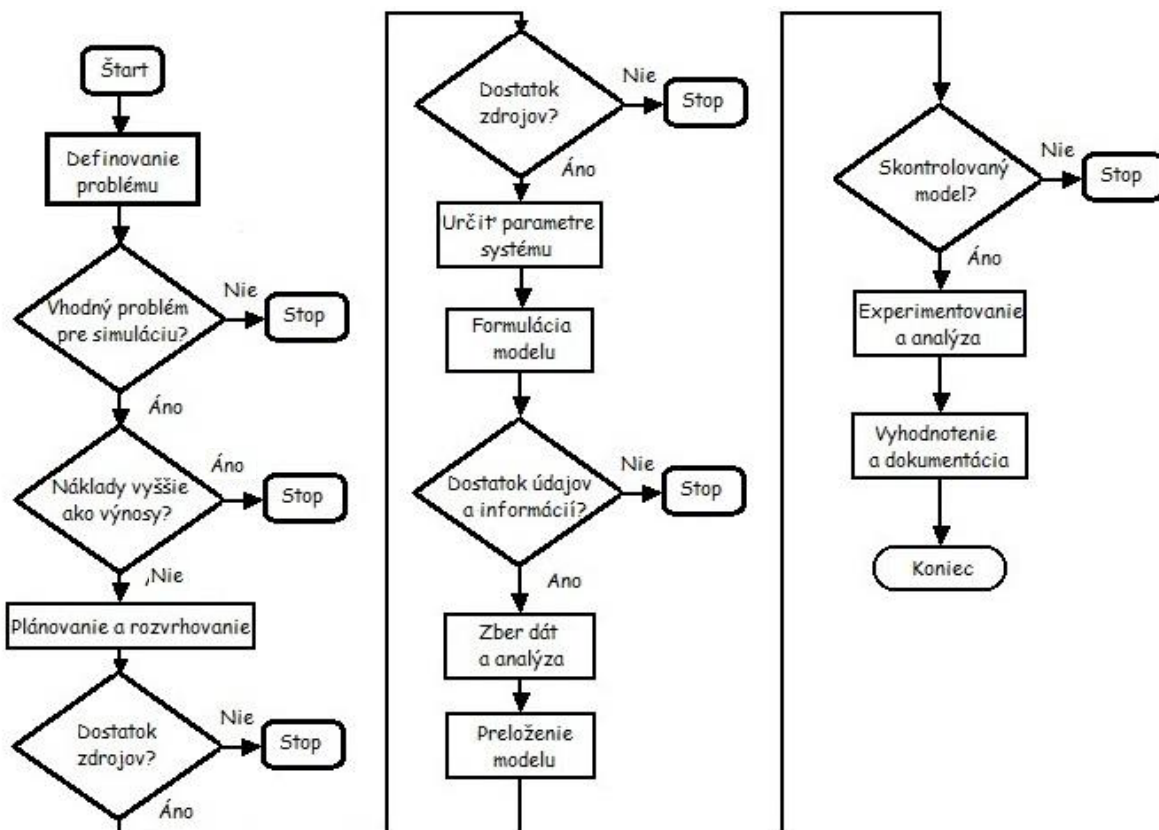 Štart
Definovanie
problému
Vhodný problém
pre simuláciu?
Nie
Stop
Áno
Náklady vyššie
ako výnosy?
Áno
Stop
Nie
Plánovanie a rozvrhovanie
Dostatok
zdrojov?
Nie
Stop
Áno
Dostatok
zdrojov?
Nie
Stop
Áno
Určiť parametre
systému
Formulácia
modelu
Dostatok údajov
a informácií?
Nie
Stop
Ano
Zber dát
a analýza
Preloženie
modelu
Skontrolovaný
model?
Nie
Stop
Áno
Experimentovanie
a analýza
Vyhodnotenie
a dokumentácia
Koniec